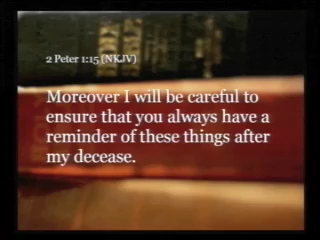 2 Peter 1:15 (NKJV)
Moreover I will be careful to
ensure that you always have a
reminder of these things after
my decease.